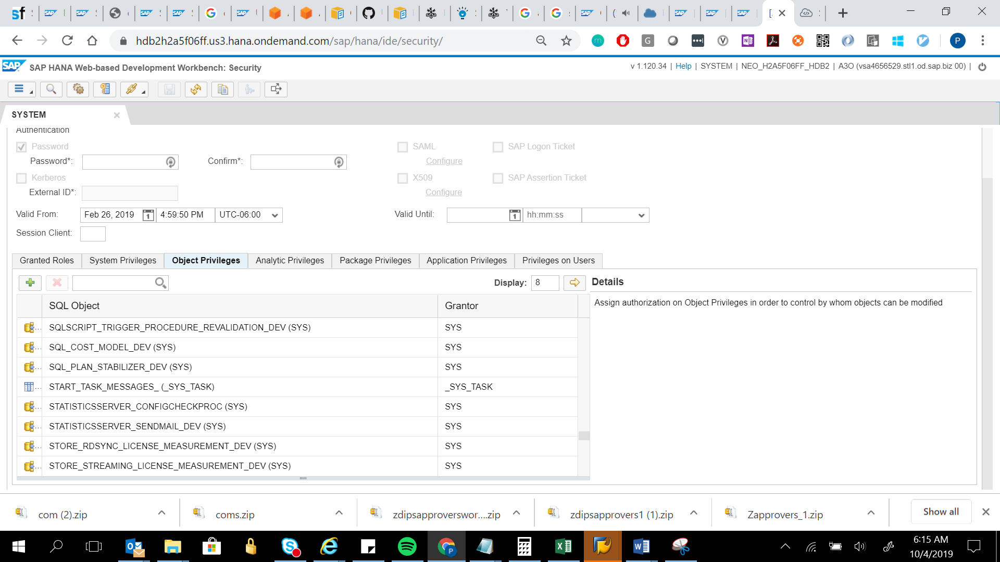 hdb2h2a5f06ff.us3.hana.ondemand.com/sap/hana/ide/security/
P
SAP SAP HANA Web-based Development Workbench: Security
v 1.120.34 | Help | SYSTEM | NEO_H2A5F06FF_HDB2 | A3O (vsa4656529.stl1.od.sap.biz 00) |
SYSTEM
Authentication
Password SAML SAP Logon Ticket
Password*: Confirm*: Configure
Kerberos X509 SAP Assertion Ticket
External ID*: Configure
Valid From: Feb 26, 2019 4:59:50 PM UTC-06:00 Valid Until: hh:mm:ss
Session Client:
Granted Roles System Privileges Object Privileges Analytic Privileges Package Privileges Application Privileges Privileges on Users
Display: 8 Details
Assign authorization on Object Privileges in order to control by whom objects can be modified
SQL Object Grantor
SQLSCRIPT_TRIGGER_PROCEDURE_REVALIDATION_DEV (SYS) SYS
SQL_COST_MODEL_DEV (SYS) SYS
SQL_PLAN_STABILIZER_DEV (SYS) SYS
START_TASK_MESSAGES_ (_SYS_TASK) _SYS_TASK
STATISTICSSERVER_CONFIGCHECKPROC (SYS) SYS
STATISTICSSERVER_SENDMAIL_DEV (SYS) SYS
STORE_RDSYNC_LICENSE_MEASUREMENT_DEV (SYS) SYS
STORE_STREAMING_LICENSE_MEASUREMENT_DEV (SYS) SYS
com (2).zip coms.zip zdipsapproverswor....zip zdipsapprovers1 (1).zip Zapprovers_1.zip Show all
6:15 AM
10/4/2019